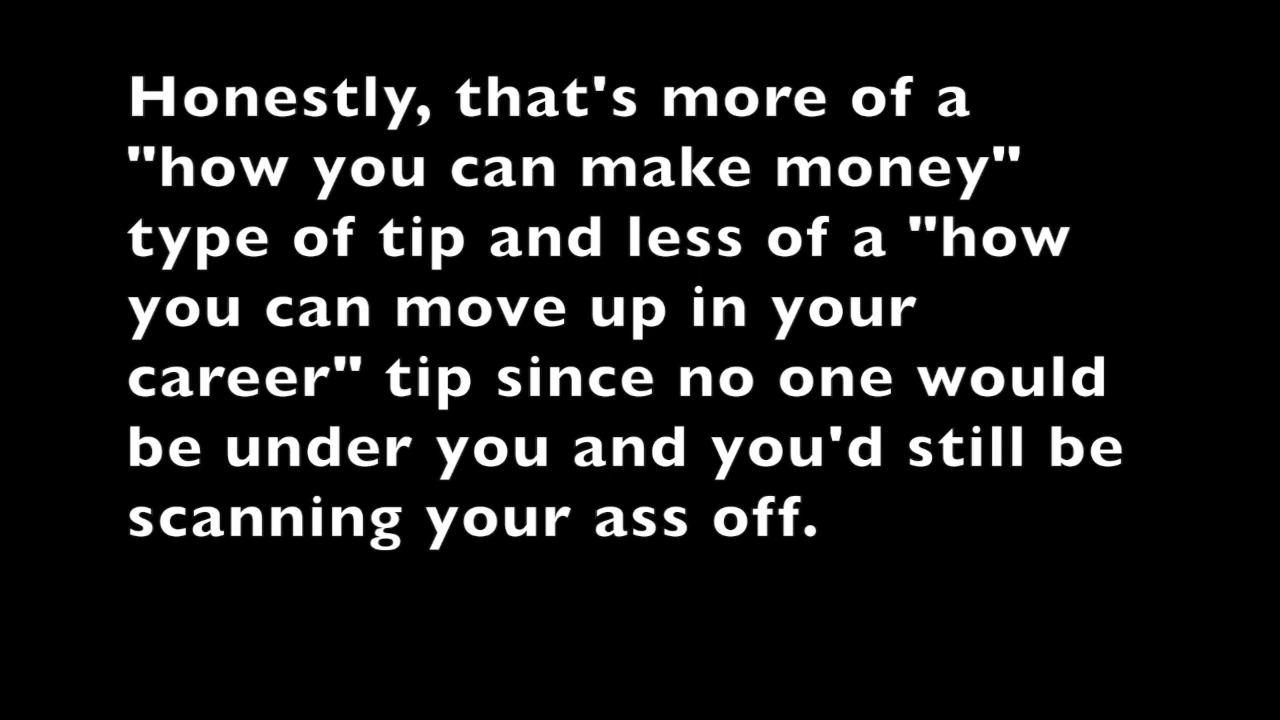 Honestly, that's more of a
"how you can make money"
type of tip and less of a "how
you can move up in your
career" tip since no one would
be under you and you'd still be
scanning your ass off.